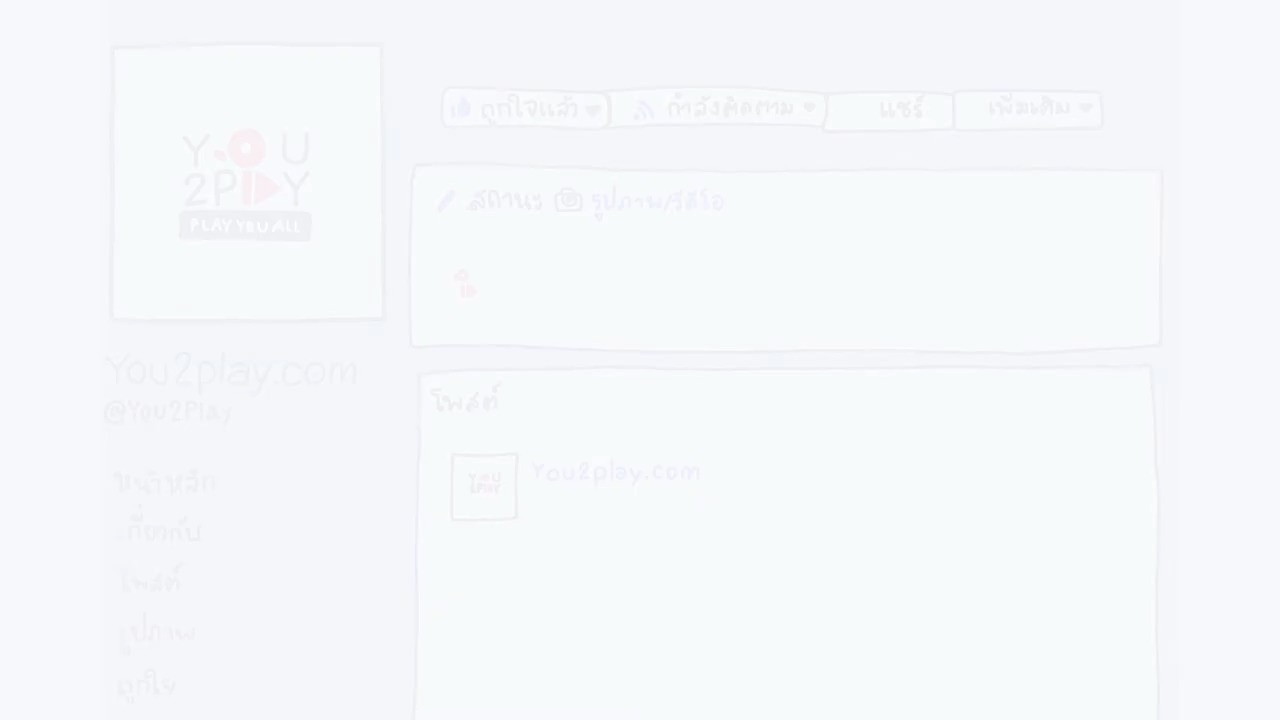 YOU
2PLAY
PLAY YOU ALL
You2play.com
@You2Play
หน้าหลัก
เกี่ยวกับ
โพสต์
รูปภาพ
ถูกใจ
ถูกใจแล้ว
กำลังติดตาม
แชร์
เพิ่มเติม
สถานะ รูปภาพ/วีดีโอ
โพสต์
YOU
2PLAY
You2play.com